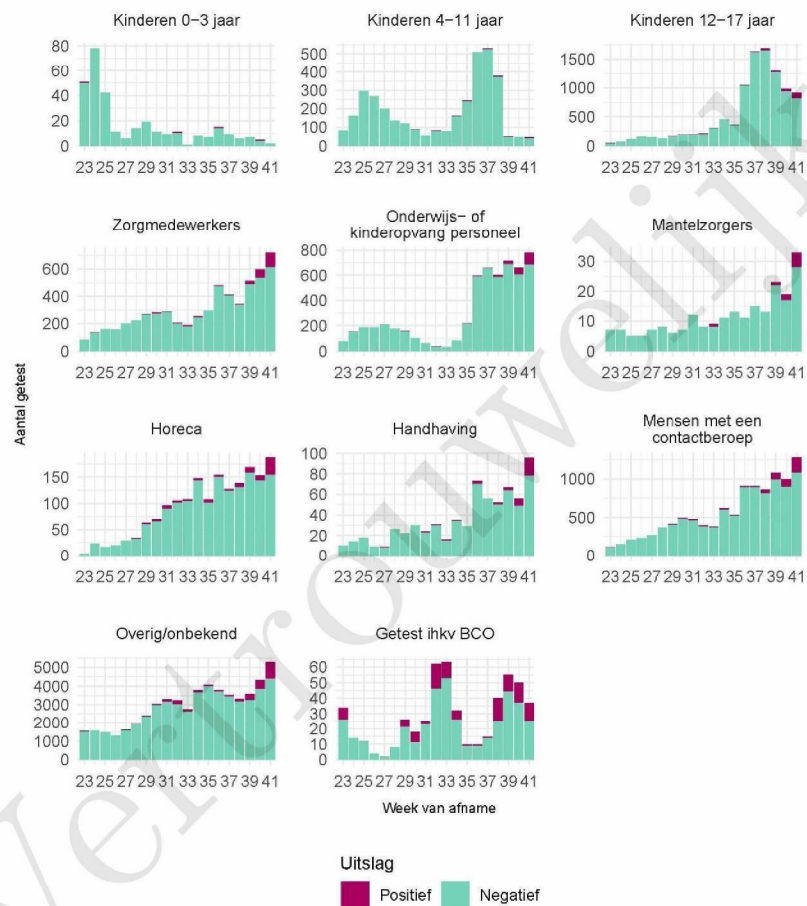 Kinderen 0−3 jaar
80
60
40
20
0
23 25 27 29 31 33 35 37 39 41
Kinderen 4−11 jaar
500
400
300
200
100
0
23 25 27 29 31 33 35 37 39 41
Kinderen 12−17 jaar
1500
1000
500
0
23 25 27 29 31 33 35 37 39 41
Zorgmedewerkers
600
400
200
0
23 25 27 29 31 33 35 37 39 41
Onderwijs− of
kinderopvang personeel
800
600
400
200
0
23 25 27 29 31 33 35 37 39 41
Mantelzorgers
30
20
10
0
23 25 27 29 31 33 35 37 39 41
Aantal getest
Horeca
150
100
50
0
23 25 27 29 31 33 35 37 39 41
Handhaving
100
80
60
40
20
0
23 25 27 29 31 33 35 37 39 41
Mensen met een
contactberoep
1000
500
0
23 25 27 29 31 33 35 37 39 41
Overig/onbekend
5000
4000
3000
2000
1000
0
23 25 27 29 31 33 35 37 39 41
Getest ihkv BCO
60
50
40
30
20
10
0
23 25 27 29 31 33 35 37 39 41
Week van afname
Uitslag
Positief Negatief
Vertrouwelijk